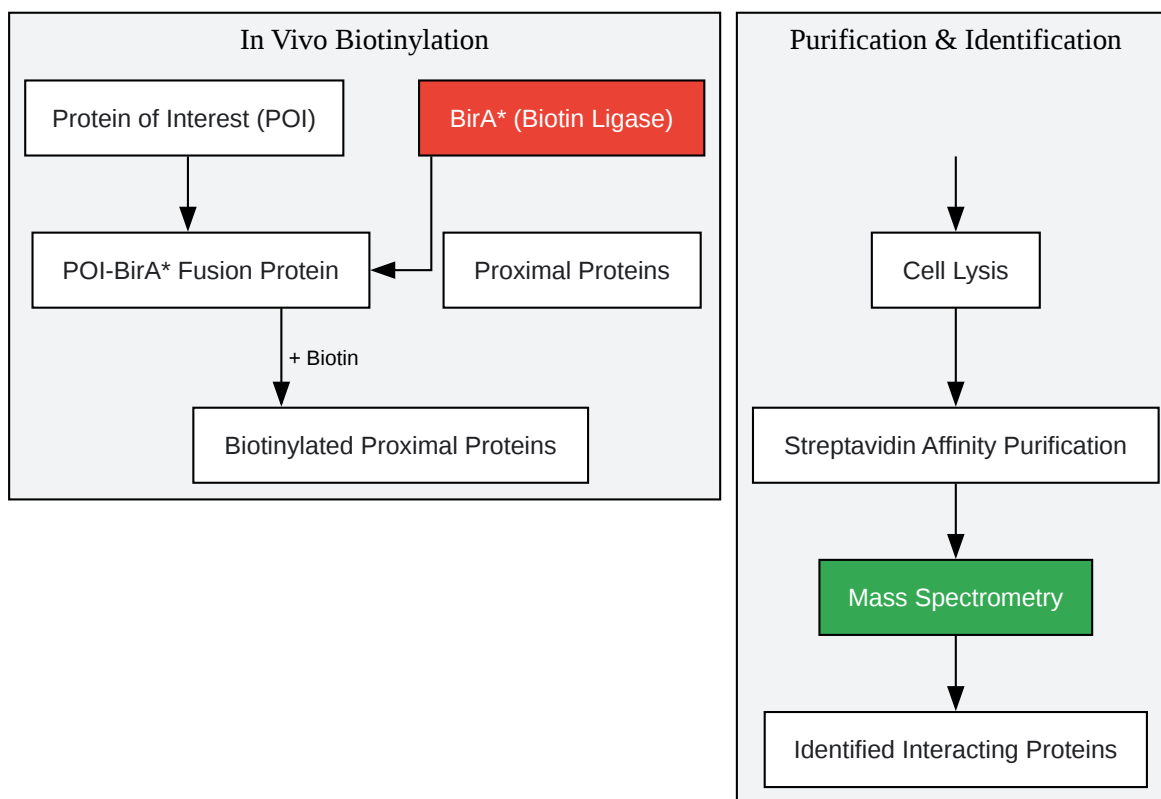 In Vivo Biotinylation
Protein of Interest (POI)
BirA* (Biotin Ligase)
POI-BirA* Fusion Protein
Proximal Proteins
+ Biotin
Biotinylated Proximal Proteins
Purification & Identification
Cell Lysis
Streptavidin Affinity Purification
Mass Spectrometry
Identified Interacting Proteins